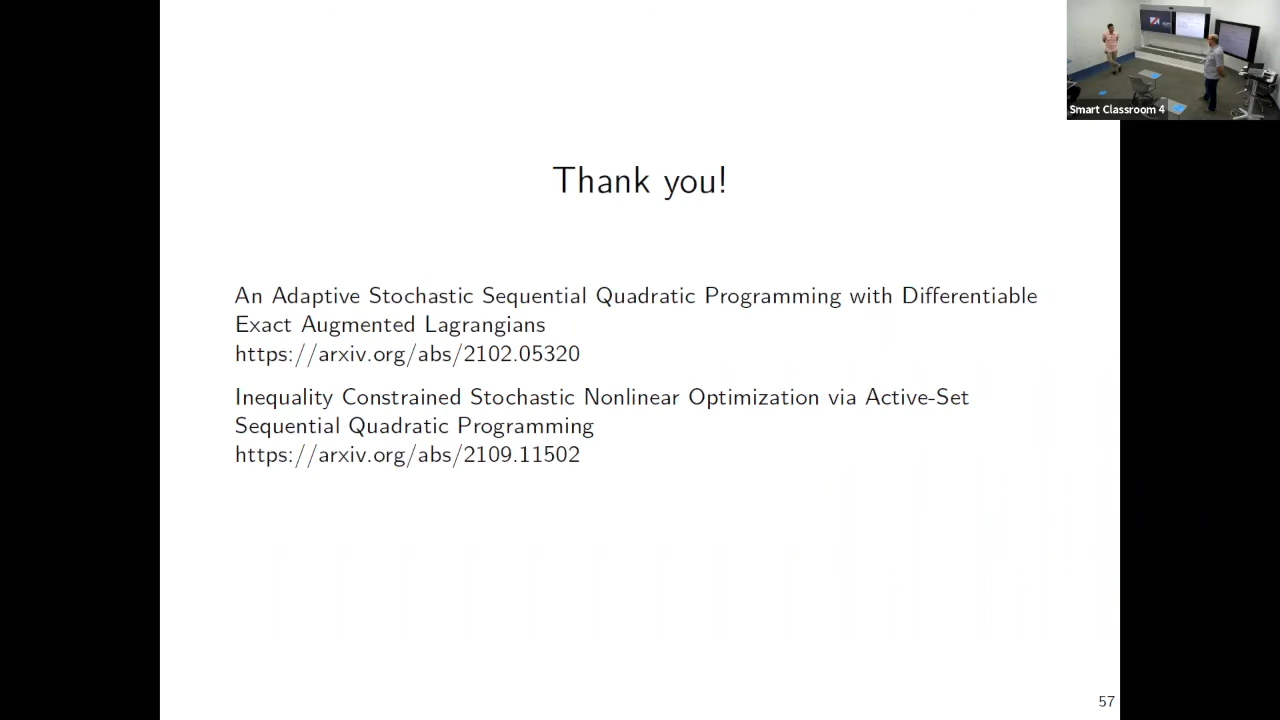 Smart Classroom 4
Thank you!
An Adaptive Stochastic Sequential Quadratic Programming with Differentiable
Exact Augmented Lagrangians
https://arxiv.org/abs/2102.05320
Inequality Constrained Stochastic Nonlinear Optimization via Active-Set
Sequential Quadratic Programming
https://arxiv.org/abs/2109.11502
57